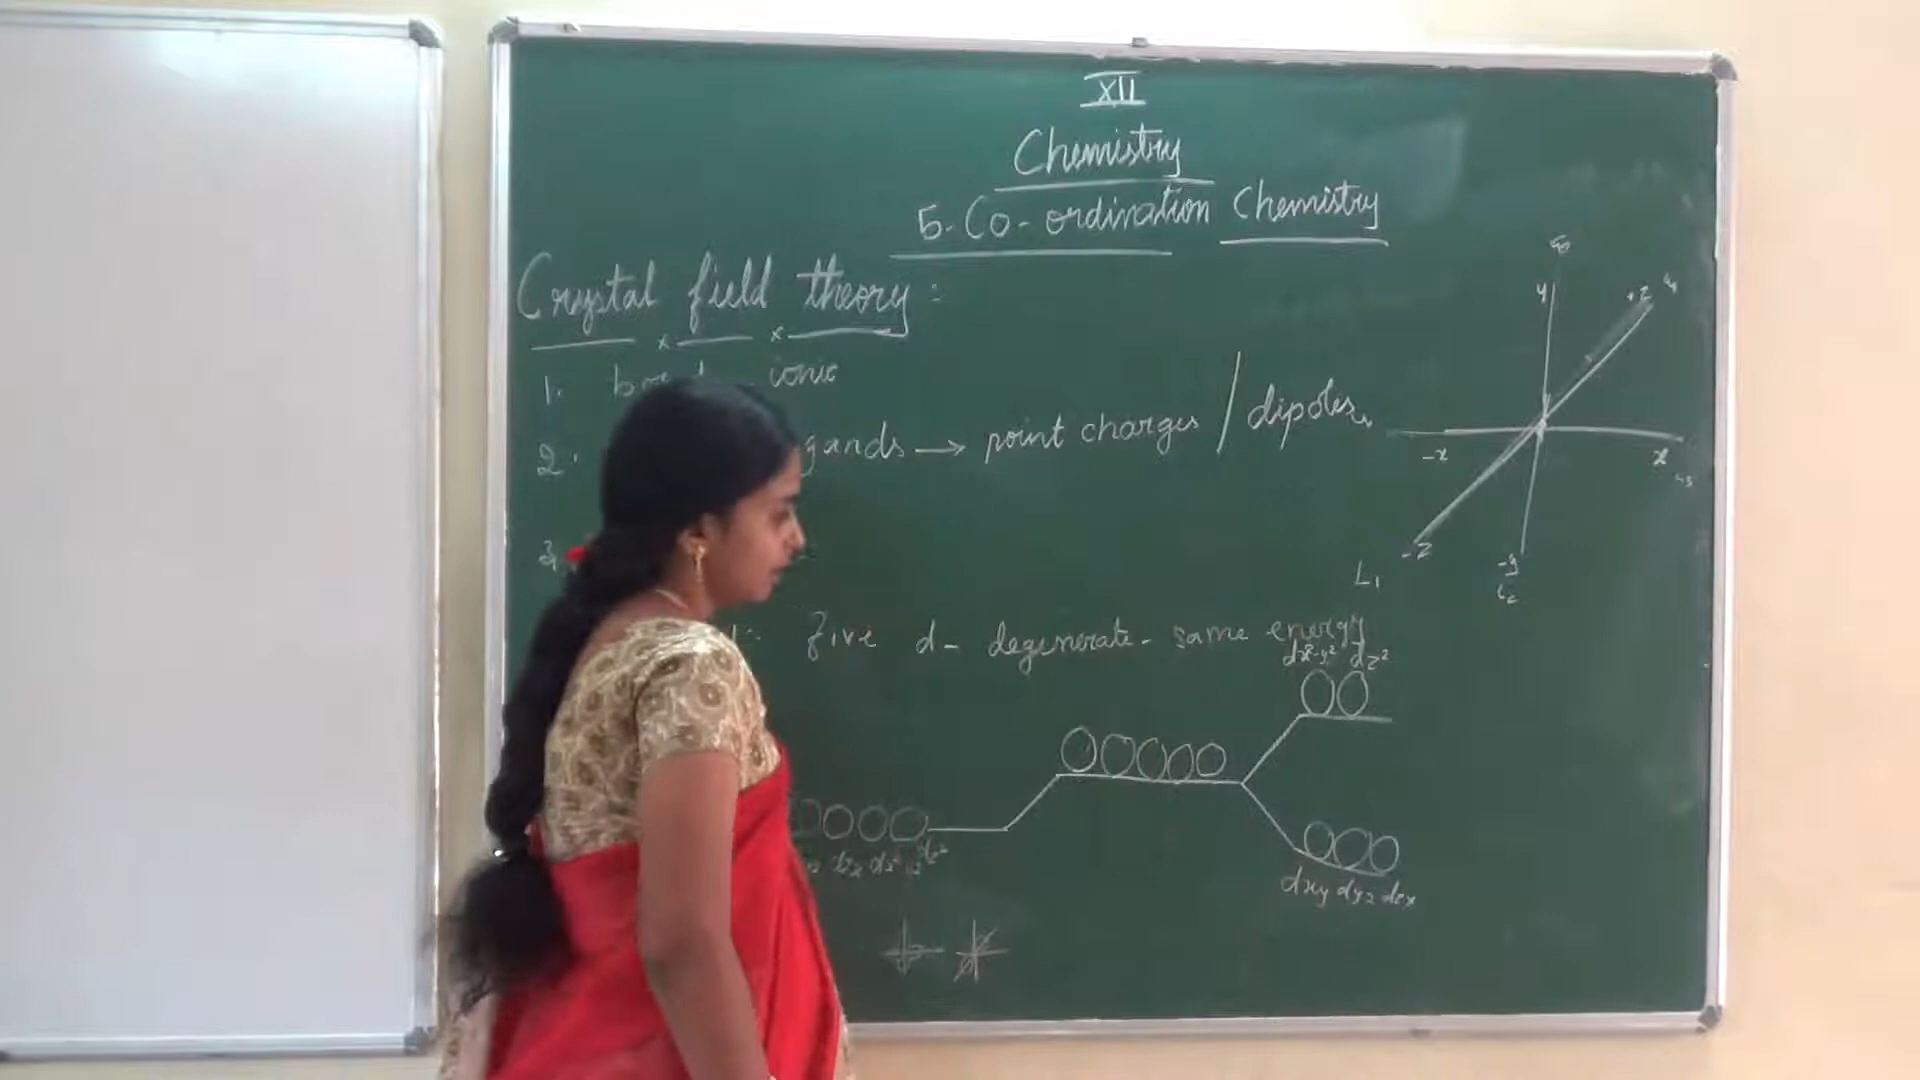 XII
Chemistry
5. Co-ordination Chemistry
Crystal field theory:
1. ionic
2. gands → point charges / dipoles
3.
five d - degenerate - same energy
dx²-y² dz²
dxy dyz dzx
y
+z
-x x
-z
-y
L1